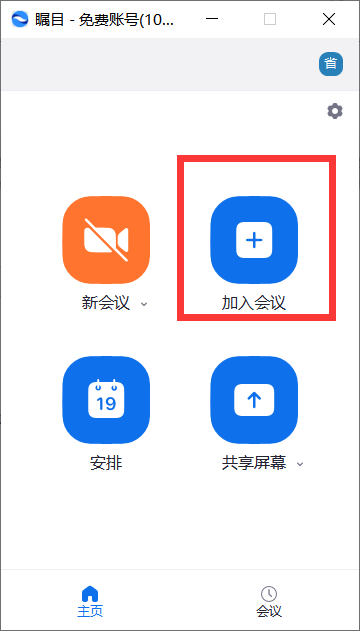 瞩目 - 免费账号(10...
省
新会议
加入会议
19
安排
共享屏幕
主页
会议